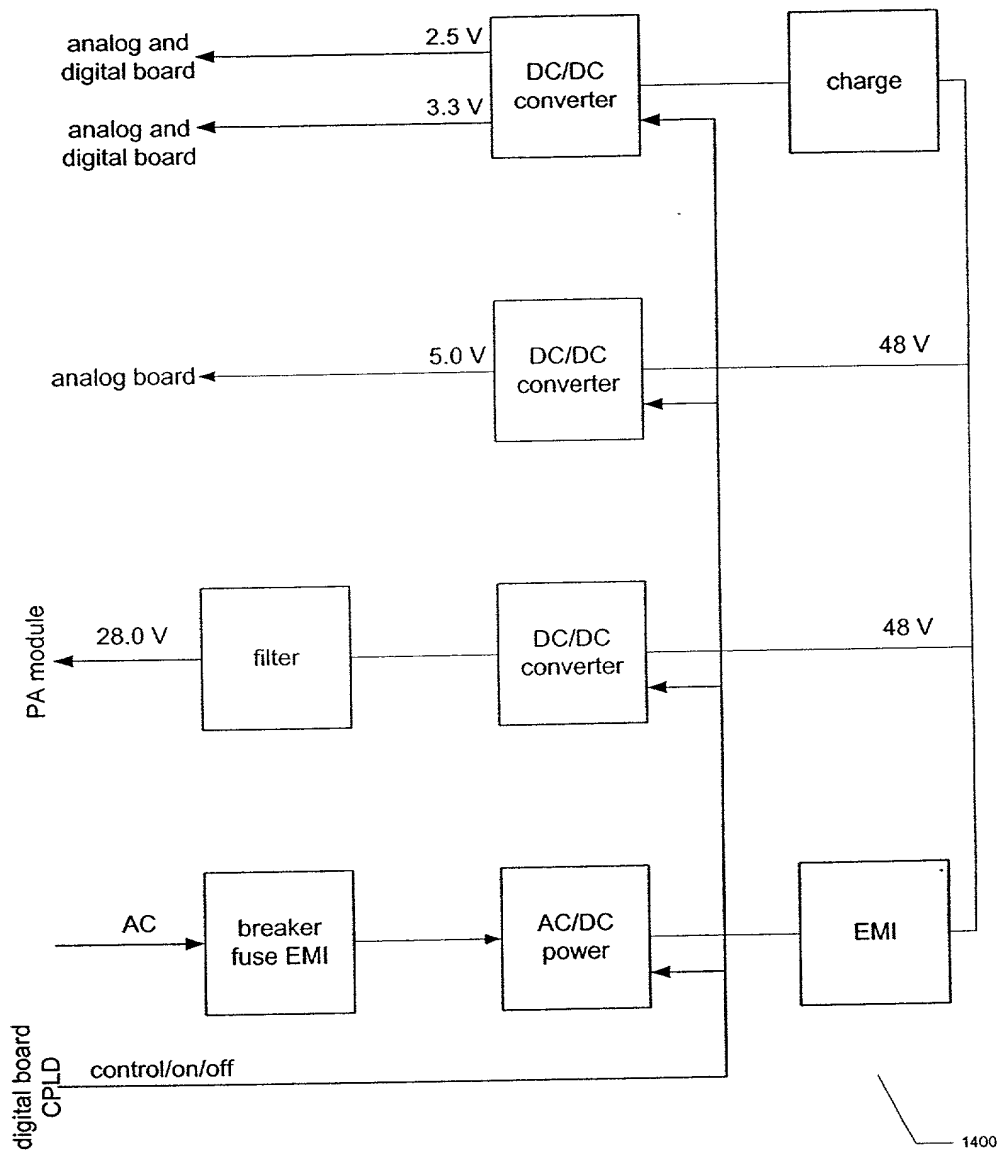 analog and
digital board
2.5 V
DC/DC
converter
charge
3.3 V
analog and
digital board
analog board
5.0 V
DC/DC
converter
48 V
PA module
28.0 V
filter
DC/DC
converter
48 V
AC
breaker
fuse EMI
AC/DC
power
EMI
digital board
CPLD
control/on/off
1400